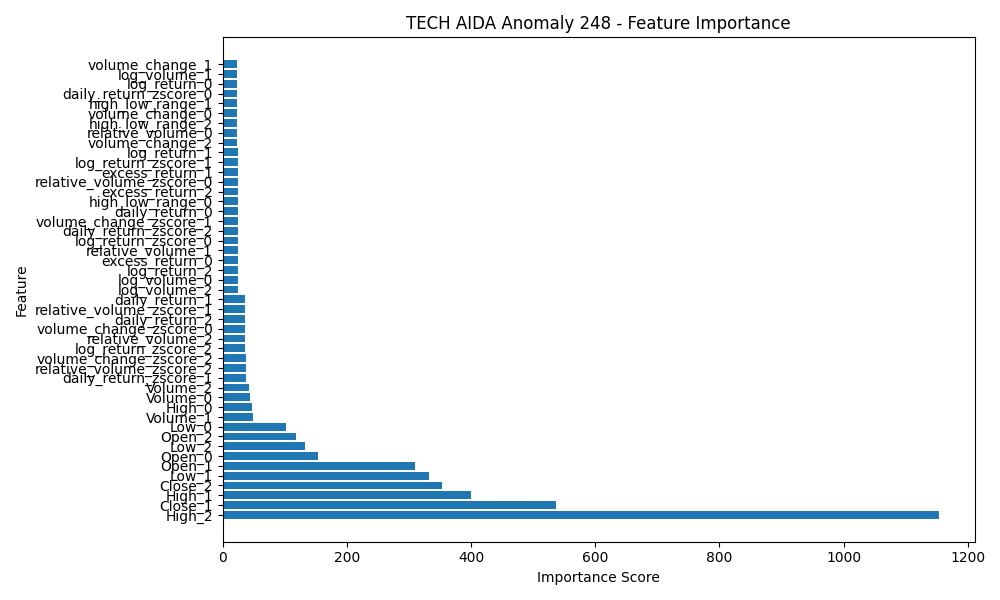 TECH AIDA Anomaly 248 - Feature Importance
volume_change_1
log_volume_1
log_return_0
daily_return_zscore_0
high_low_range_1
volume_change_0
high_low_range_2
relative_volume_0
volume_change_2
log_return_1
log_return_zscore_1
excess_return_1
relative_volume_zscore_0
excess_return_2
high_low_range_0
daily_return_0
volume_change_zscore_1
daily_return_zscore_2
log_return_zscore_0
relative_volume_1
excess_return_0
log_return_2
log_volume_0
log_volume_2
daily_return_1
relative_volume_zscore_1
daily_return_2
volume_change_zscore_0
relative_volume_2
log_return_zscore_2
volume_change_zscore_2
relative_volume_zscore_2
daily_return_zscore_1
Volume_2
Volume_0
High_0
Volume_1
Low_0
Open_2
Low_2
Open_0
Open_1
Low_1
Close_2
High_1
Close_1
High_2
Feature
0 200 400 600 800 1000 1200
Importance Score